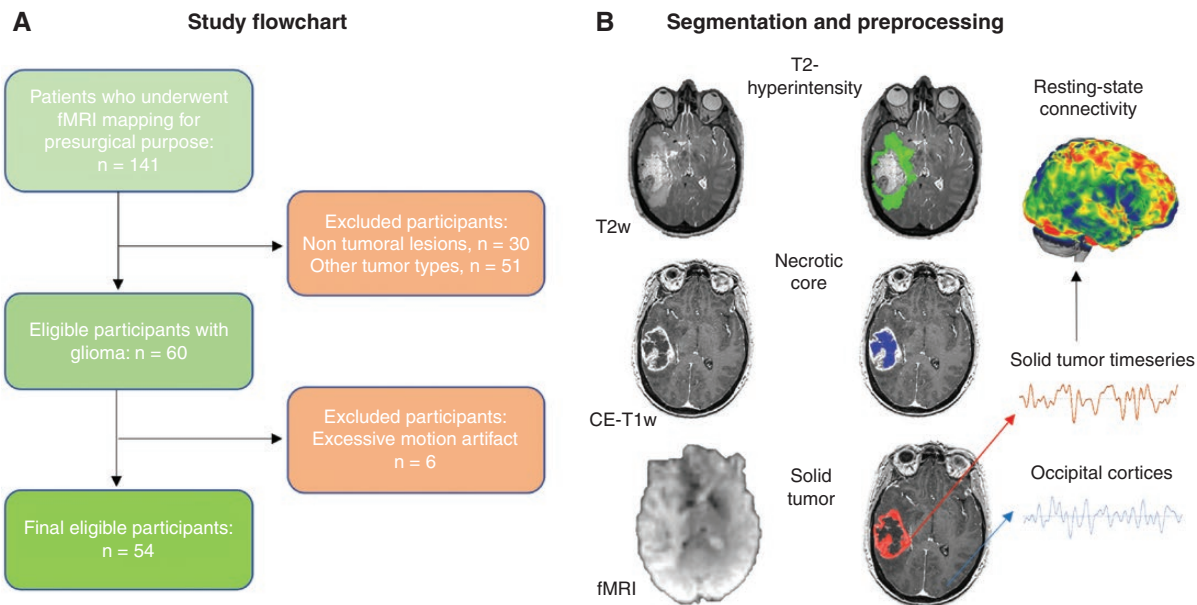 A
Study flowchart
Patients who underwent
fMRI mapping for
presurgical purpose:
n = 141
Excluded participants:
Non tumoral lesions, n = 30
Other tumor types, n = 51
Eligible participants with
glioma: n = 60
Excluded participants:
Excessive motion artifact
n = 6
Final eligible participants:
n = 54
B
Segmentation and preprocessing
T2-
hyperintensity
Resting-state
connectivity
T2w
Necrotic
core
Solid tumor timeseries
CE-T1w
Solid
tumor
Occipital cortices
fMRI